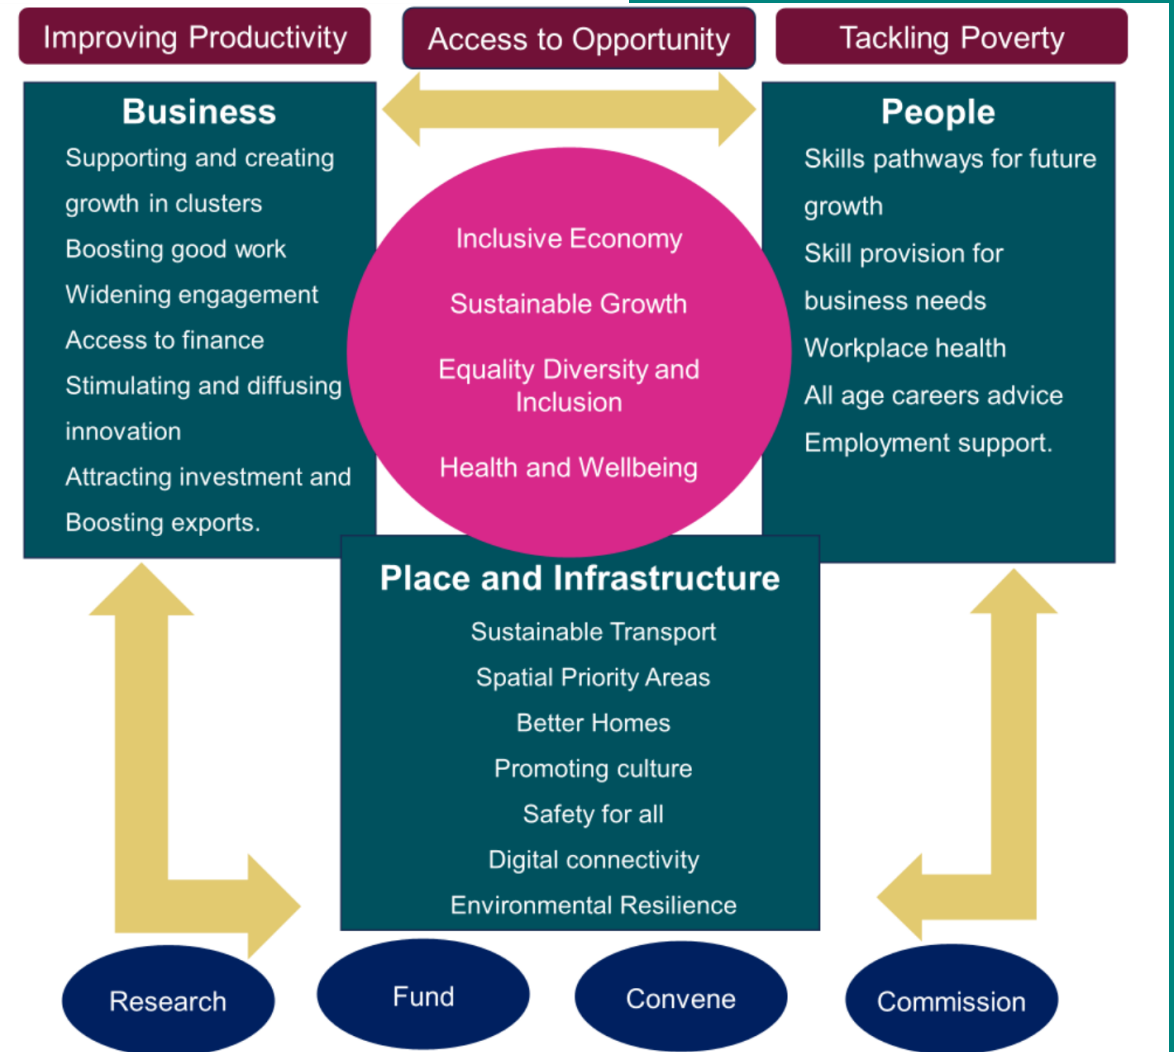 Improving Productivity
Access to Opportunity
Tackling Poverty
Business
Supporting and creating
growth in clusters
Boosting good work
Widening engagement
Access to finance
Stimulating and diffusing
innovation
Attracting investment and
Boosting exports.
Inclusive Economy
Sustainable Growth
Equality Diversity and
Inclusion
Health and Wellbeing
People
Skills pathways for future
growth
Skill provision for
business needs
Workplace health
All age careers advice
Employment support.
Place and Infrastructure
Sustainable Transport
Spatial Priority Areas
Better Homes
Promoting culture
Safety for all
Digital connectivity
Environmental Resilience
Research
Fund
Convene
Commission